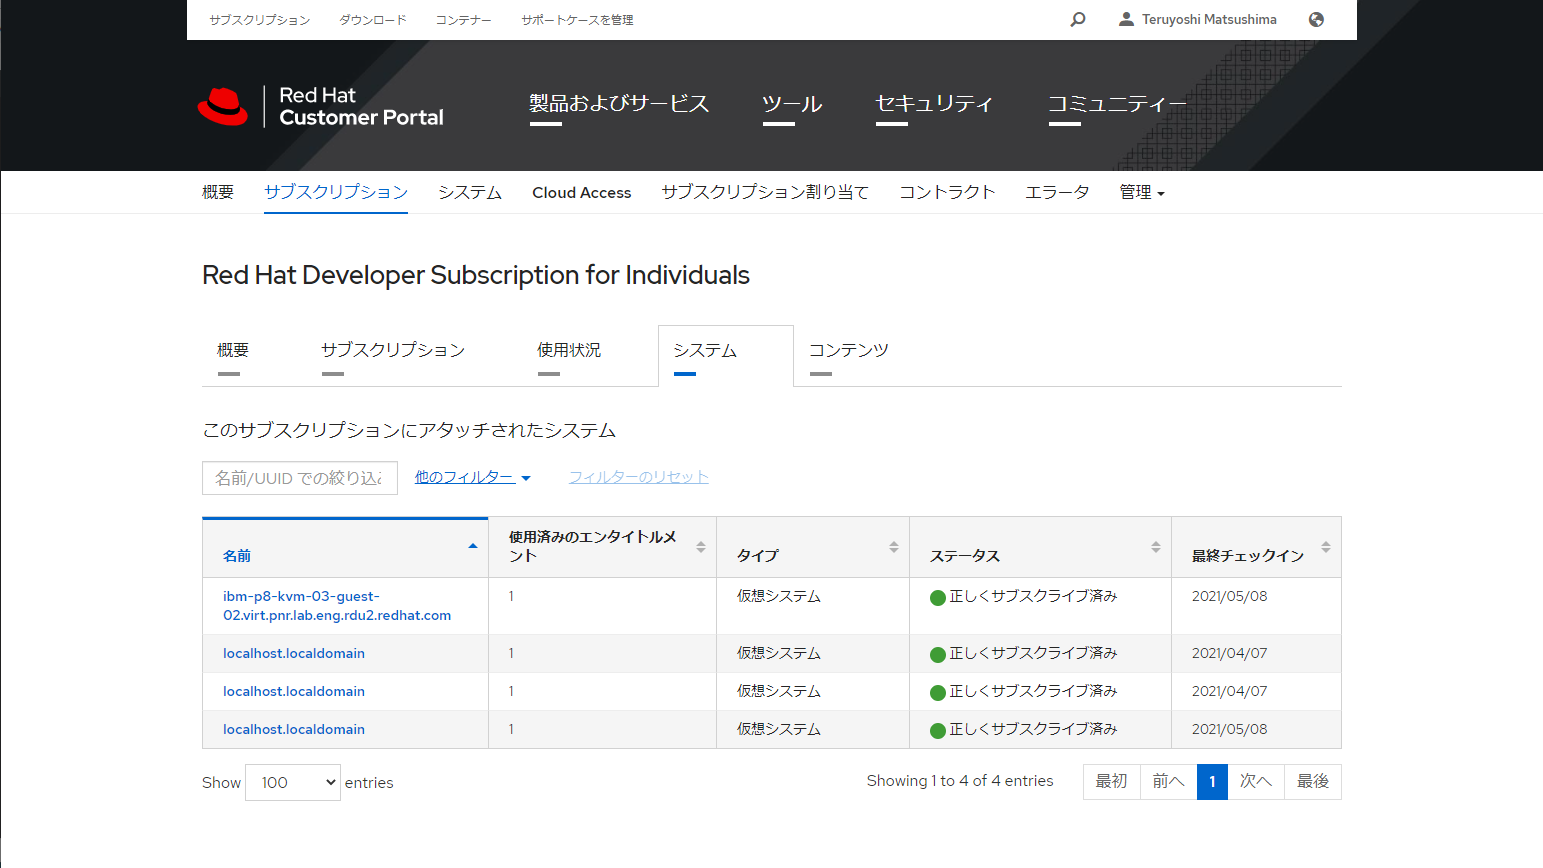 サブスクリプション ダウンロード コンテナー サポートケースを管理 Teruyoshi Matsushima
Red Hat
Customer Portal
製品およびサービス ツール セキュリティ コミュニティー
概要 サブスクリプション システム Cloud Access サブスクリプション割り当て コントラクト エラータ 管理
Red Hat Developer Subscription for Individuals
概要 サブスクリプション 使用状況 システム コンテンツ
このサブスクリプションにアタッチされたシステム
名前/UUID での絞り込 他のフィルター フィルターのリセット
名前 使用済みのエンタイトルメント タイプ ステータス 最終チェックイン
ibm-p8-kvm-03-guest-
02.virt.pnr.lab.eng.rdu2.redhat.com 1 仮想システム 正しくサブスクライブ済み 2021/05/08
localhost.localdomain 1 仮想システム 正しくサブスクライブ済み 2021/04/07
localhost.localdomain 1 仮想システム 正しくサブスクライブ済み 2021/04/07
localhost.localdomain 1 仮想システム 正しくサブスクライブ済み 2021/05/08
Show 100 entries Showing 1 to 4 of 4 entries 最初 前へ 1 次へ 最後